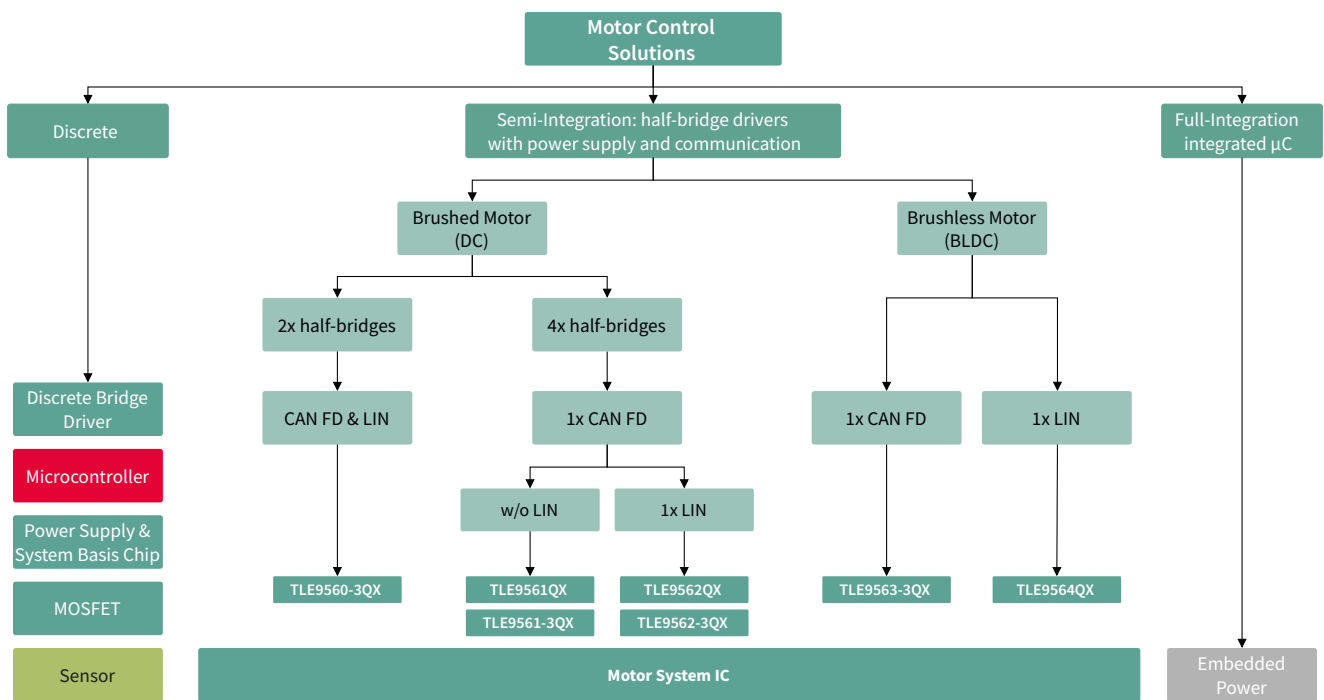 Motor Control
Solutions
Discrete
Semi-Integration: half-bridge drivers
with power supply and communication
Full-Integration
integrated µC
Brushed Motor
(DC)
Brushless Motor
(BLDC)
2x half-bridges
4x half-bridges
Discrete Bridge
Driver
CAN FD & LIN
1x CAN FD
1x CAN FD
1x LIN
Microcontroller
w/o LIN
1x LIN
Power Supply &
System Basis Chip
TLE9560-3QX
TLE9561QX
TLE9562QX
TLE9563-3QX
TLE9564QX
MOSFET
TLE9561-3QX
TLE9562-3QX
Sensor
Motor System IC
Embedded
Power